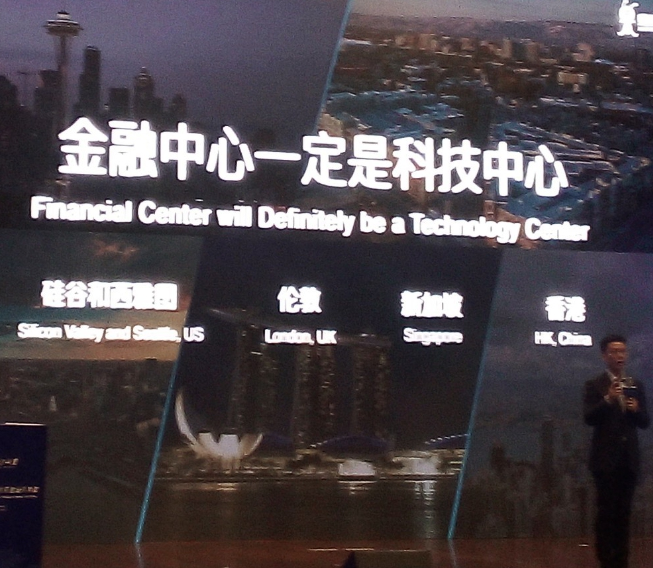 金融中心一定是科技中心
Financial Center will Definitely be a Technology Center
硅谷和西雅图
Silicon Valley and Seattle, US
伦敦
London, UK
新加坡
Singapore
香港
HK, China